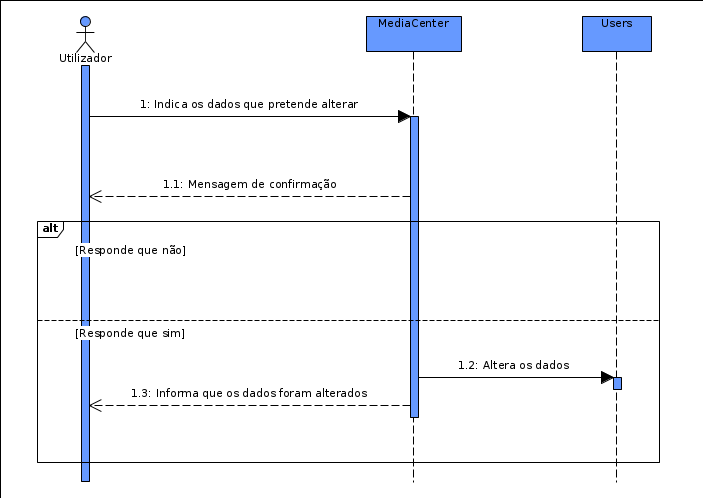 MediaCenter
Users
Utilizador
1: Indica os dados que pretende alterar
1.1: Mensagem de confirmação
alt
[Responde que não]
[Responde que sim]
1.2: Altera os dados
1.3: Informa que os dados foram alterados